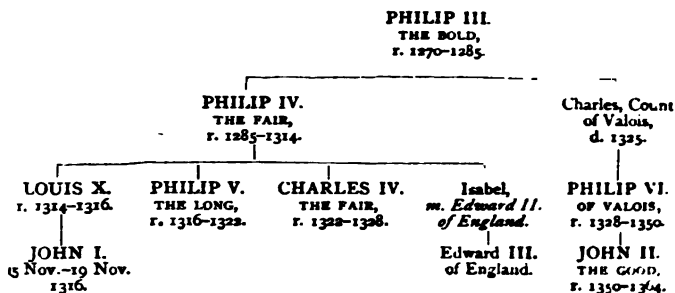 PHILIP III.
THE BOLD,
r. 1270–1285.
PHILIP IV.
THE FAIR,
r. 1285–1314.
Charles, Count
of Valois,
d. 1325.
LOUIS X.
r. 1314–1316.
PHILIP V.
THE LONG,
r. 1316–1322.
CHARLES IV.
THE FAIR,
r. 1322–1328.
Isabel,
m. Edward II.
of England.
PHILIP VI.
OF VALOIS,
r. 1328–1350.
JOHN I.
15 Nov.–19 Nov.
1316.
Edward III.
of England.
JOHN II.
THE GOOD,
r. 1350–1364.